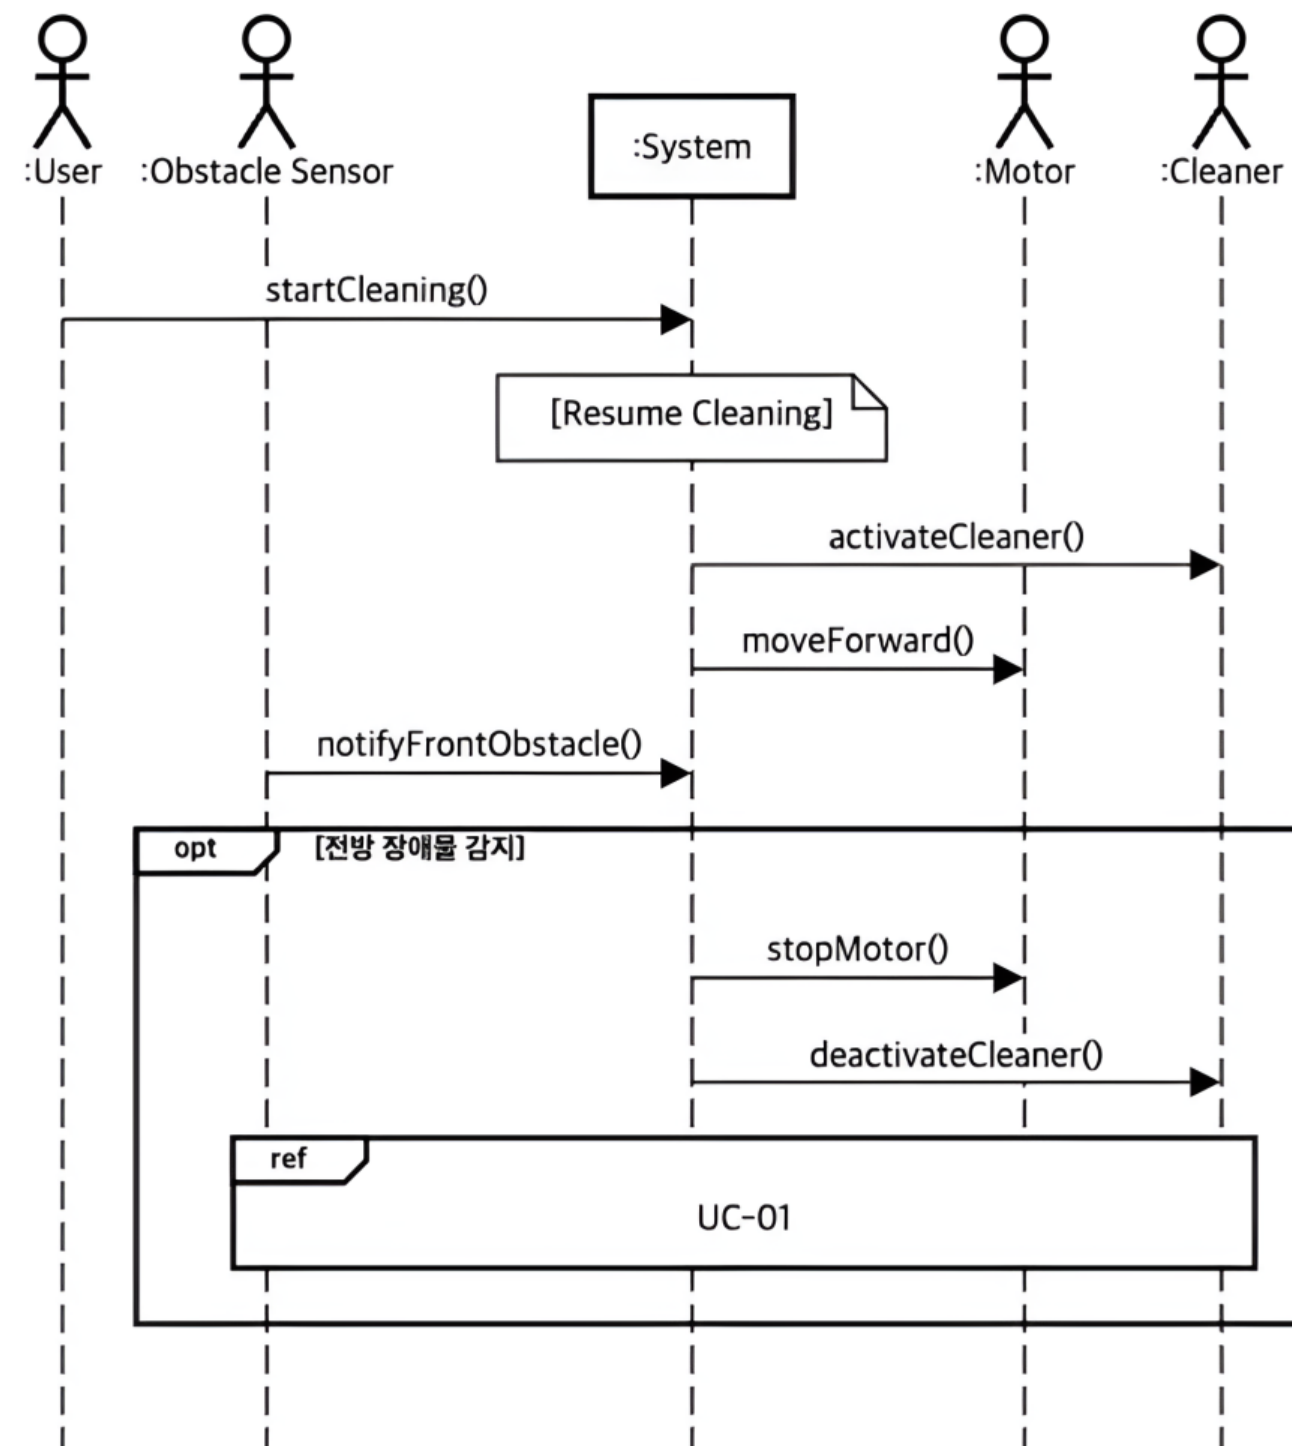 :User
:Obstacle Sensor
:System
:Motor
:Cleaner
startCleaning()
[Resume Cleaning]
activateCleaner()
moveForward()
notifyFrontObstacle()
opt
[전방 장애물 감지]
stopMotor()
deactivateCleaner()
ref
UC-01